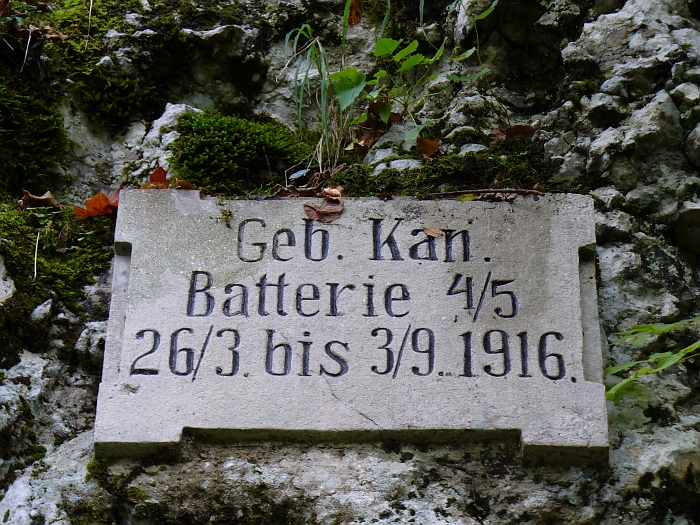 Geb. Kan.
Batterie 4/5
26/3. bis 3/9. 1916.